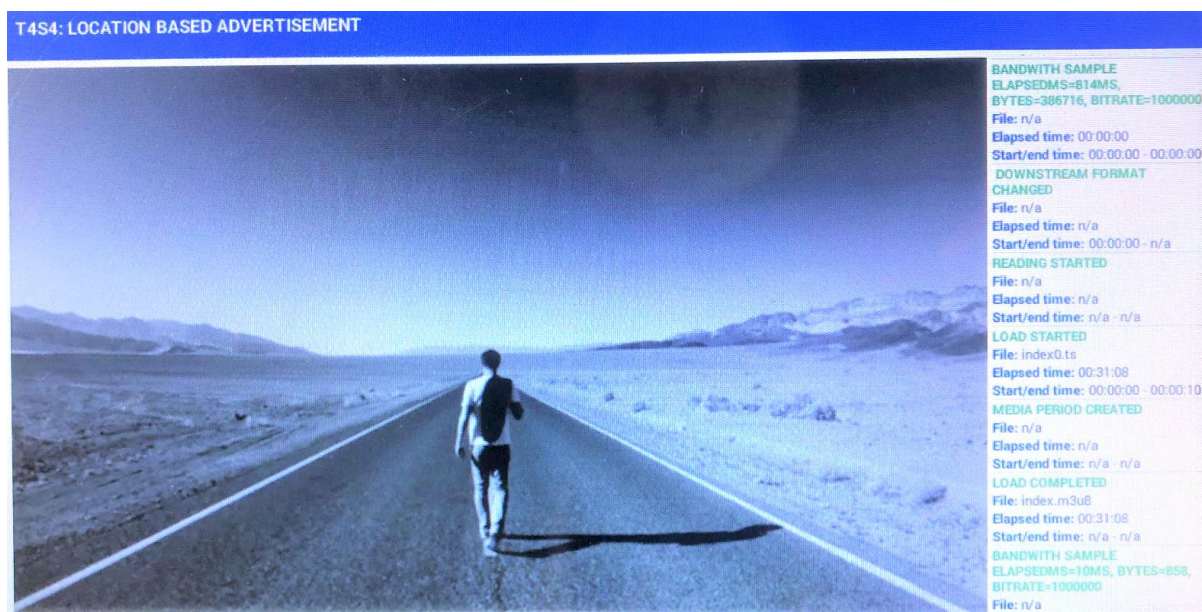 T4S4: LOCATION BASED ADVERTISEMENT
BANDWITH SAMPLE
ELAPSEDMS=814MS,
BYTES=386716, BITRATE=1000000
File: n/a
Elapsed time: 00:00:00
Start/end time: 00:00:00 - 00:00:00
DOWNSTREAM FORMAT
CHANGED
File: n/a
Elapsed time: n/a
Start/end time: 00:00:00 - n/a
READING STARTED
File: n/a
Elapsed time: n/a
Start/end time: n/a - n/a
LOAD STARTED
File: index0.ts
Elapsed time: 00:31:08
Start/end time: 00:00:00 - 00:00:10
MEDIA PERIOD CREATED
File: n/a
Elapsed time: n/a
Start/end time: n/a - n/a
LOAD COMPLETED
File: index.m3u8
Elapsed time: 00:31:08
Start/end time: n/a - n/a
BANDWITH SAMPLE
ELAPSEDMS=10MS, BYTES=858,
BITRATE=1000000
File: n/a